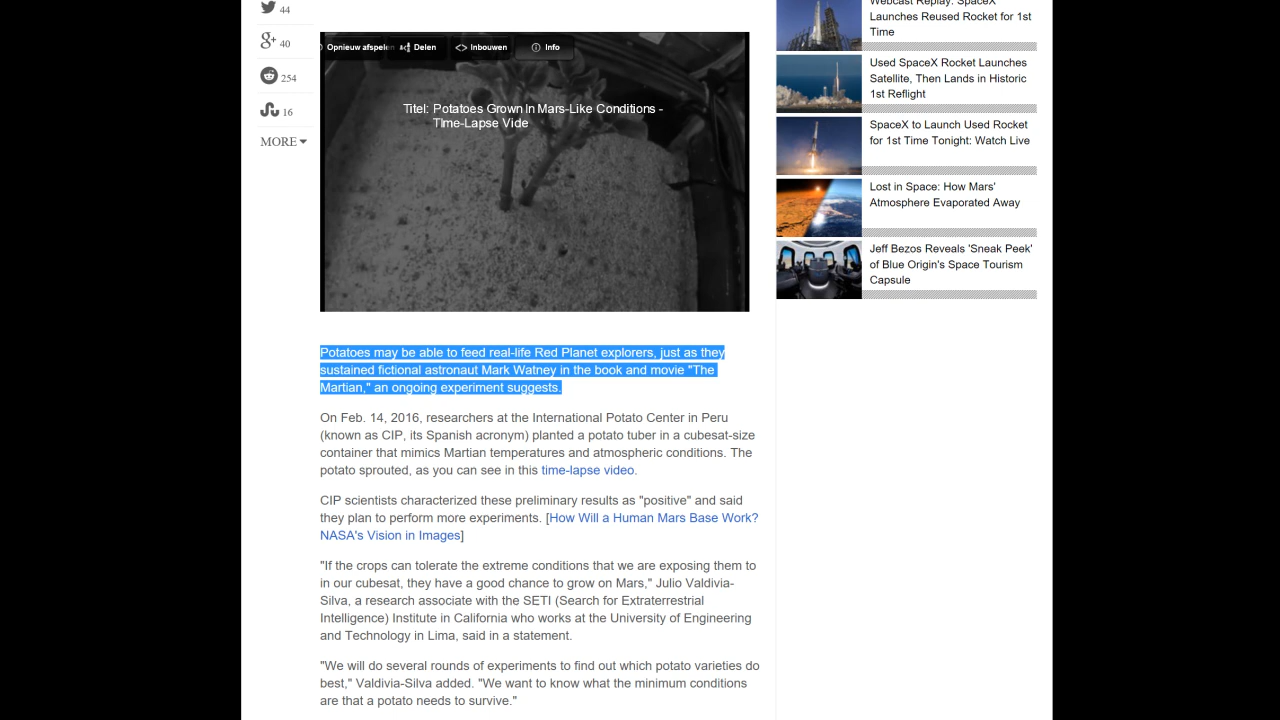 44
40
254
16
MORE
Opnieuw afspelen Delen Inbouwen Info
Titel: Potatoes Grown In Mars-Like Conditions -
TIme-Lapse Vide
Potatoes may be able to feed real-life Red Planet explorers, just as they
sustained fictional astronaut Mark Watney in the book and movie "The
Martian," an ongoing experiment suggests.
On Feb. 14, 2016, researchers at the International Potato Center in Peru
(known as CIP, its Spanish acronym) planted a potato tuber in a cubesat-size
container that mimics Martian temperatures and atmospheric conditions. The
potato sprouted, as you can see in this time-lapse video.
CIP scientists characterized these preliminary results as "positive" and said
they plan to perform more experiments. [How Will a Human Mars Base Work?
NASA's Vision in Images]
"If the crops can tolerate the extreme conditions that we are exposing them to
in our cubesat, they have a good chance to grow on Mars," Julio Valdivia-
Silva, a research associate with the SETI (Search for Extraterrestrial
Intelligence) Institute in California who works at the University of Engineering
and Technology in Lima, said in a statement.
"We will do several rounds of experiments to find out which potato varieties do
best," Valdivia-Silva added. "We want to know what the minimum conditions
are that a potato needs to survive."
Webcast Replay: SpaceX
Launches Reused Rocket for 1st
Time
Used SpaceX Rocket Launches
Satellite, Then Lands in Historic
1st Reflight
SpaceX to Launch Used Rocket
for 1st Time Tonight: Watch Live
Lost in Space: How Mars'
Atmosphere Evaporated Away
Jeff Bezos Reveals 'Sneak Peek'
of Blue Origin's Space Tourism
Capsule